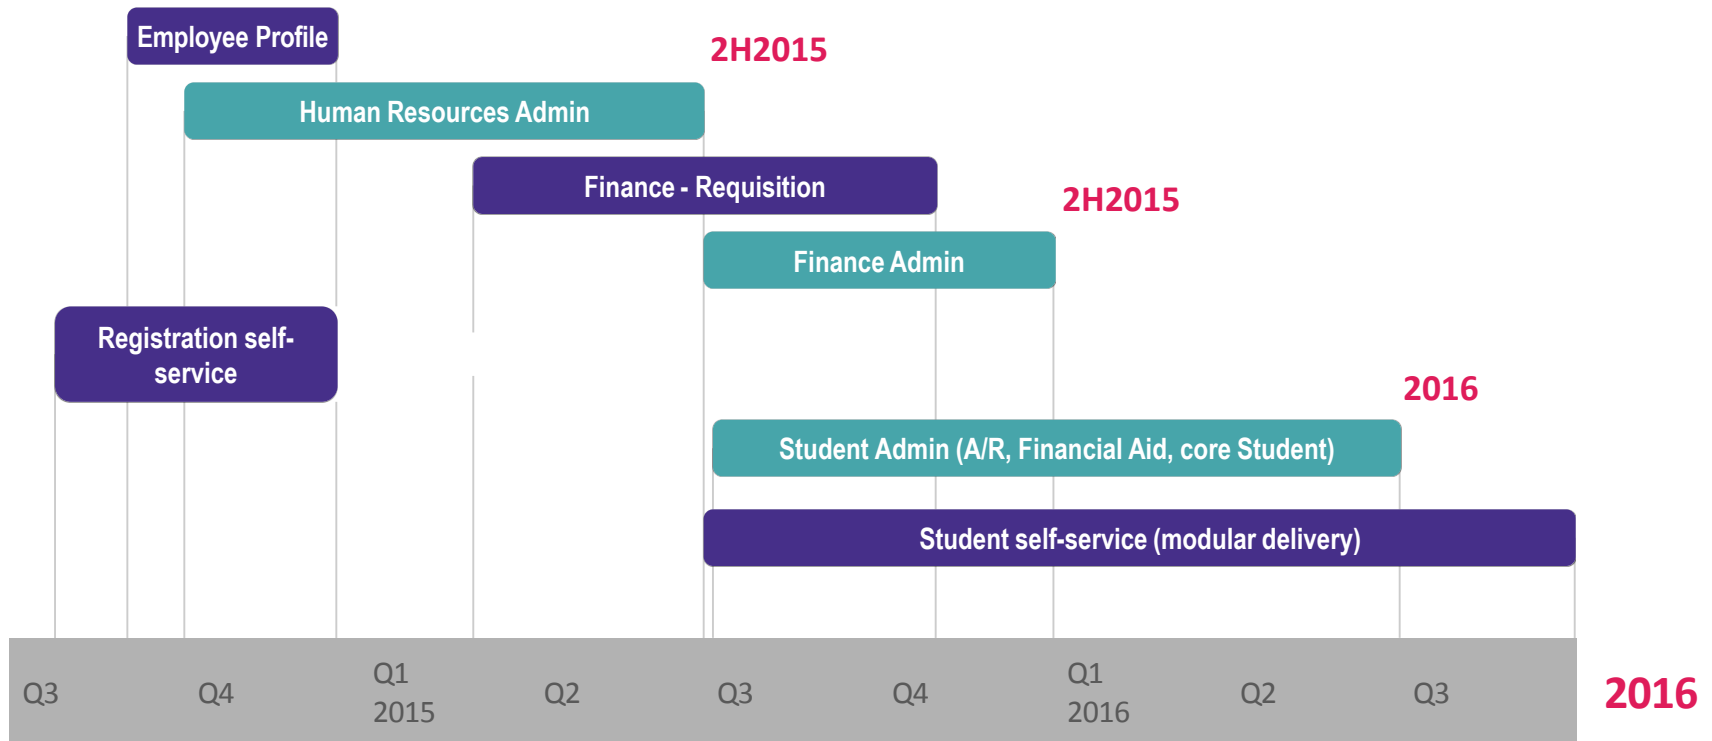 Employee Profile
2H2015
Human Resources Admin
Finance - Requisition
2H2015
Finance Admin
Registration self-
service
2016
Student Admin (A/R, Financial Aid, core Student)
Student self-service (modular delivery)
Q3
Q4
Q1
2015
Q2
Q3
Q4
Q1
2016
Q2
Q3
2016